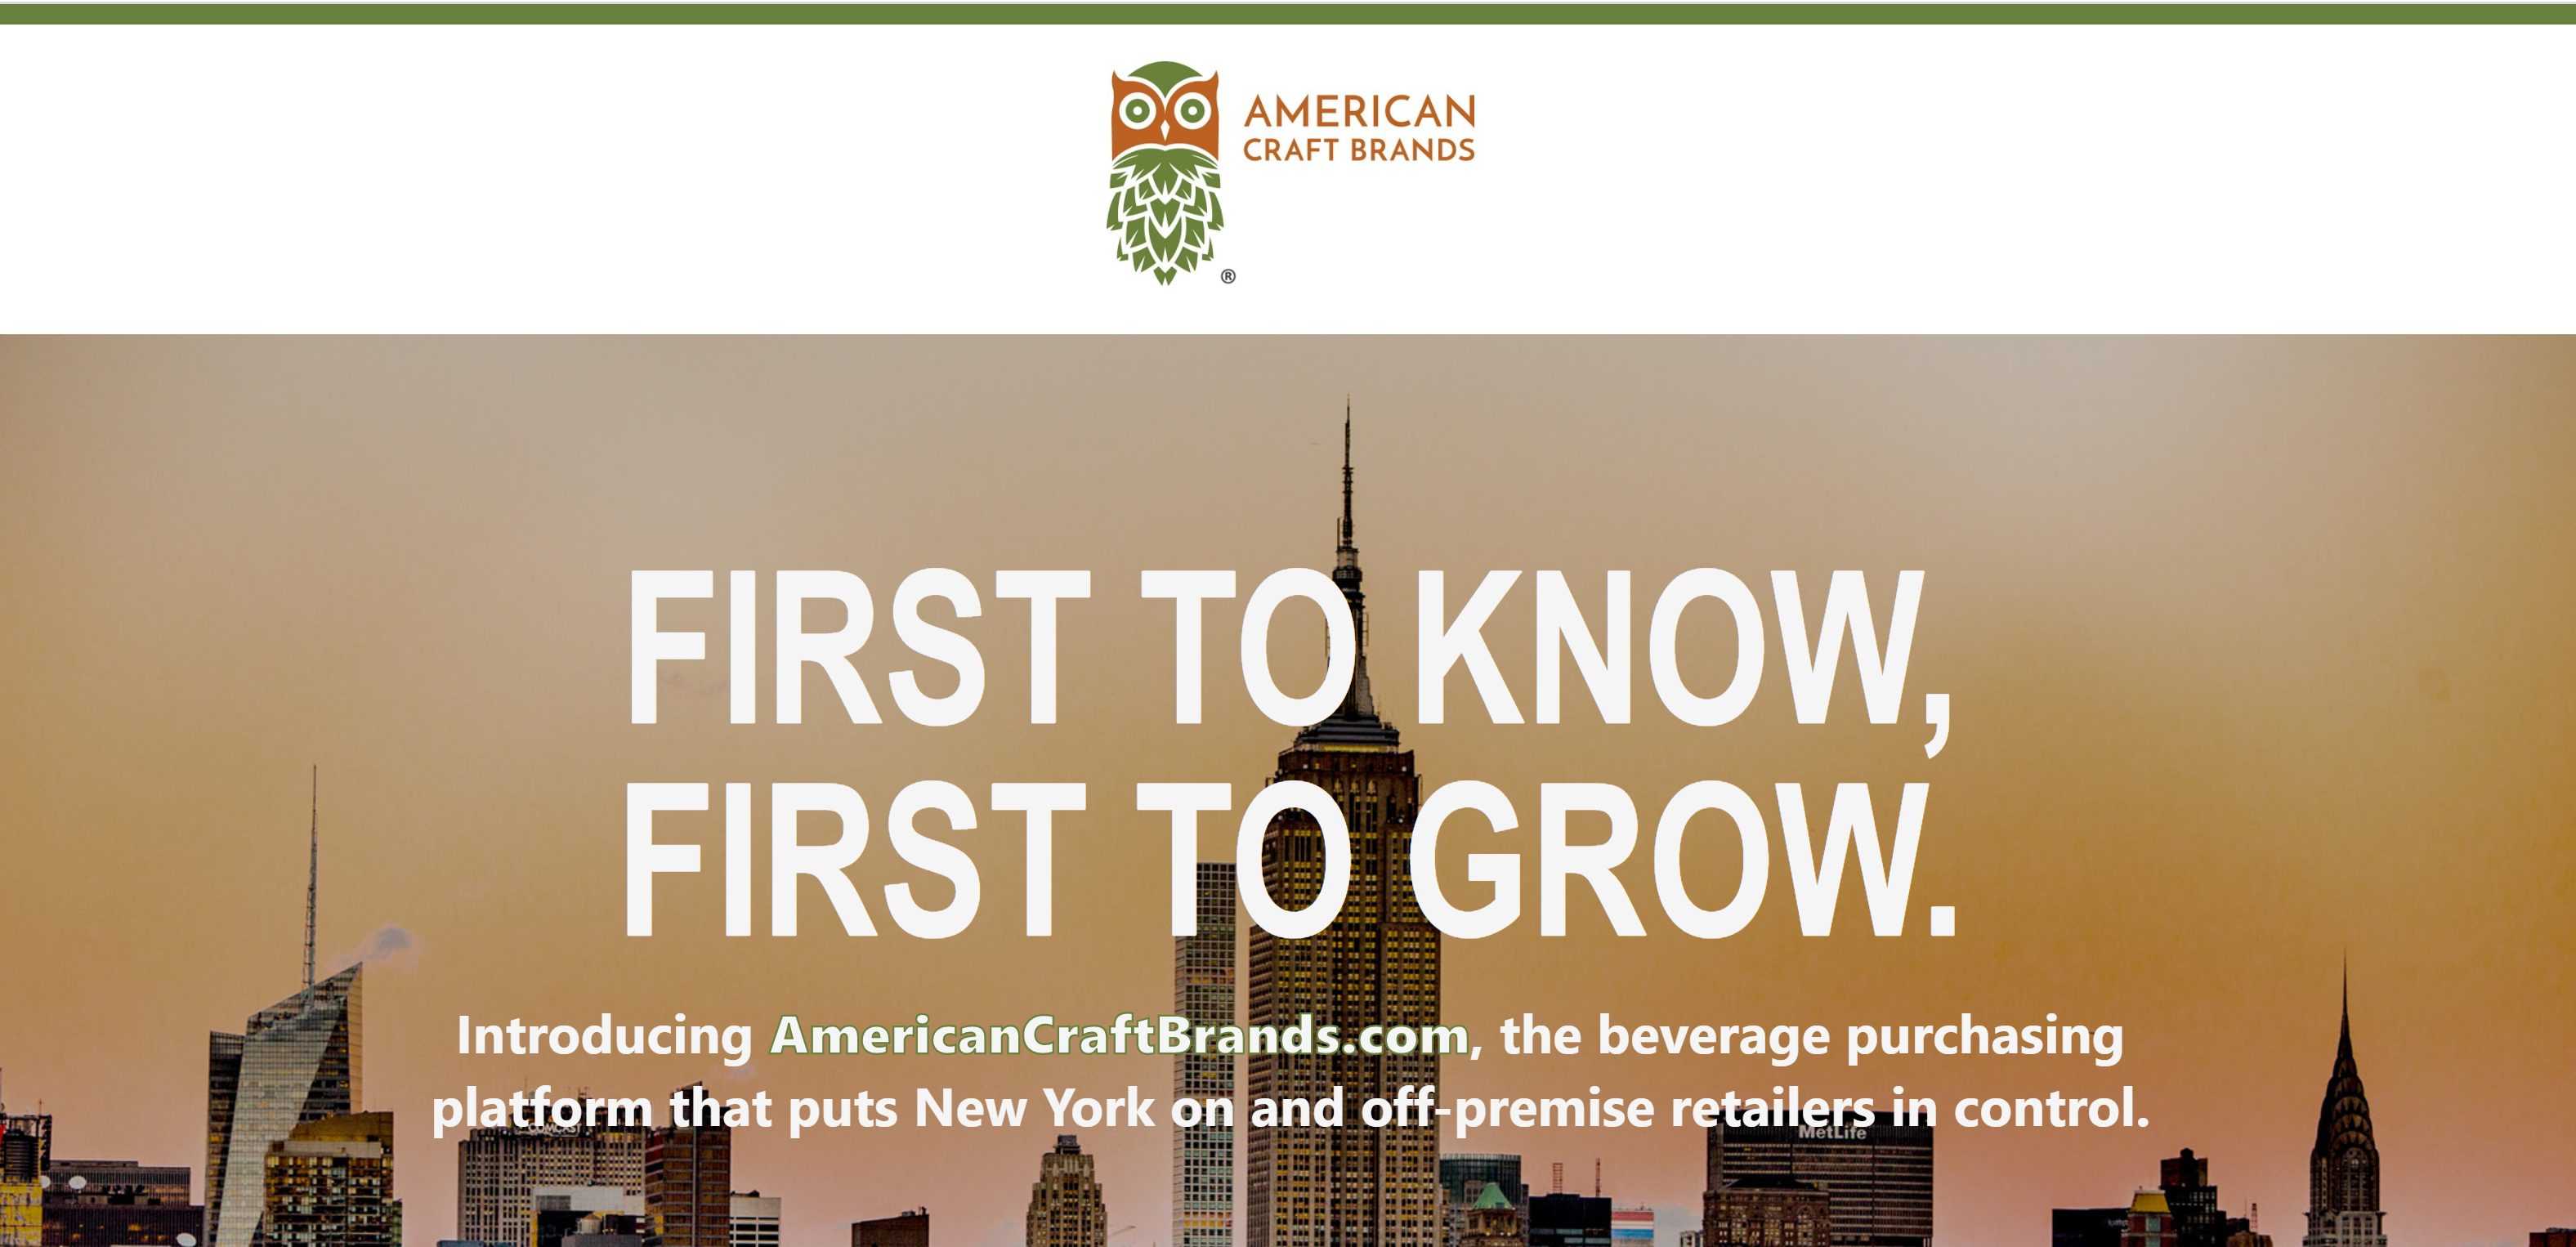 AMERICAN
CRAFT BRANDS
®
FIRST TO KNOW,
FIRST TO GROW.
Introducing AmericanCraftBrands.com, the beverage purchasing
platform that puts New York on and off-premise retailers in control.
COMCAST
MetLife